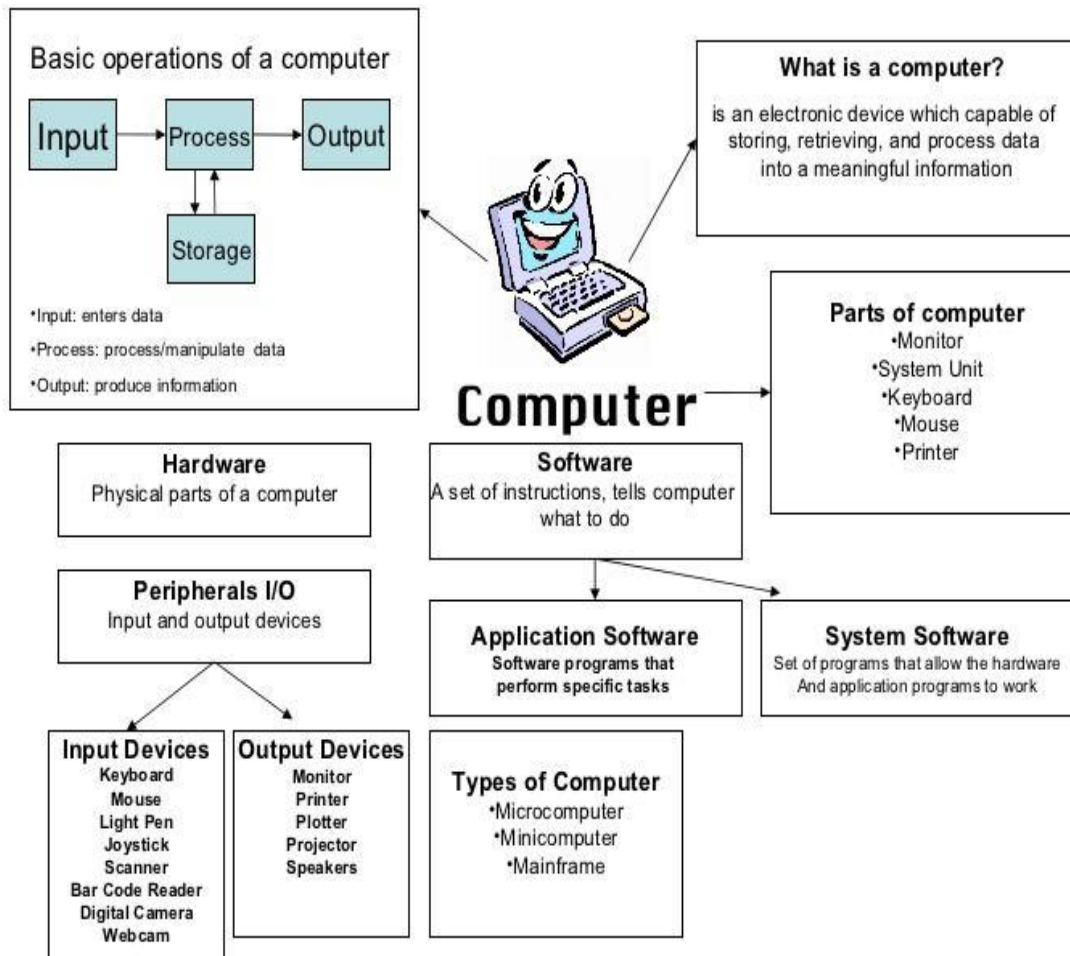 Basic operations of a computer
Input
Process
Output
Storage
•Input: enters data
•Process: process/manipulate data
•Output: produce information
What is a computer?
is an electronic device which capable of
storing, retrieving, and process data
into a meaningful information
Computer
Parts of computer
•Monitor
•System Unit
•Keyboard
•Mouse
•Printer
Hardware
Physical parts of a computer
Software
A set of instructions, tells computer
what to do
Peripherals I/O
Input and output devices
Application Software
Software programs that
perform specific tasks
System Software
Set of programs that allow the hardware
And application programs to work
Input Devices
Keyboard
Mouse
Light Pen
Joystick
Scanner
Bar Code Reader
Digital Camera
Webcam
Output Devices
Monitor
Printer
Plotter
Projector
Speakers
Types of Computer
•Microcomputer
•Minicomputer
•Mainframe